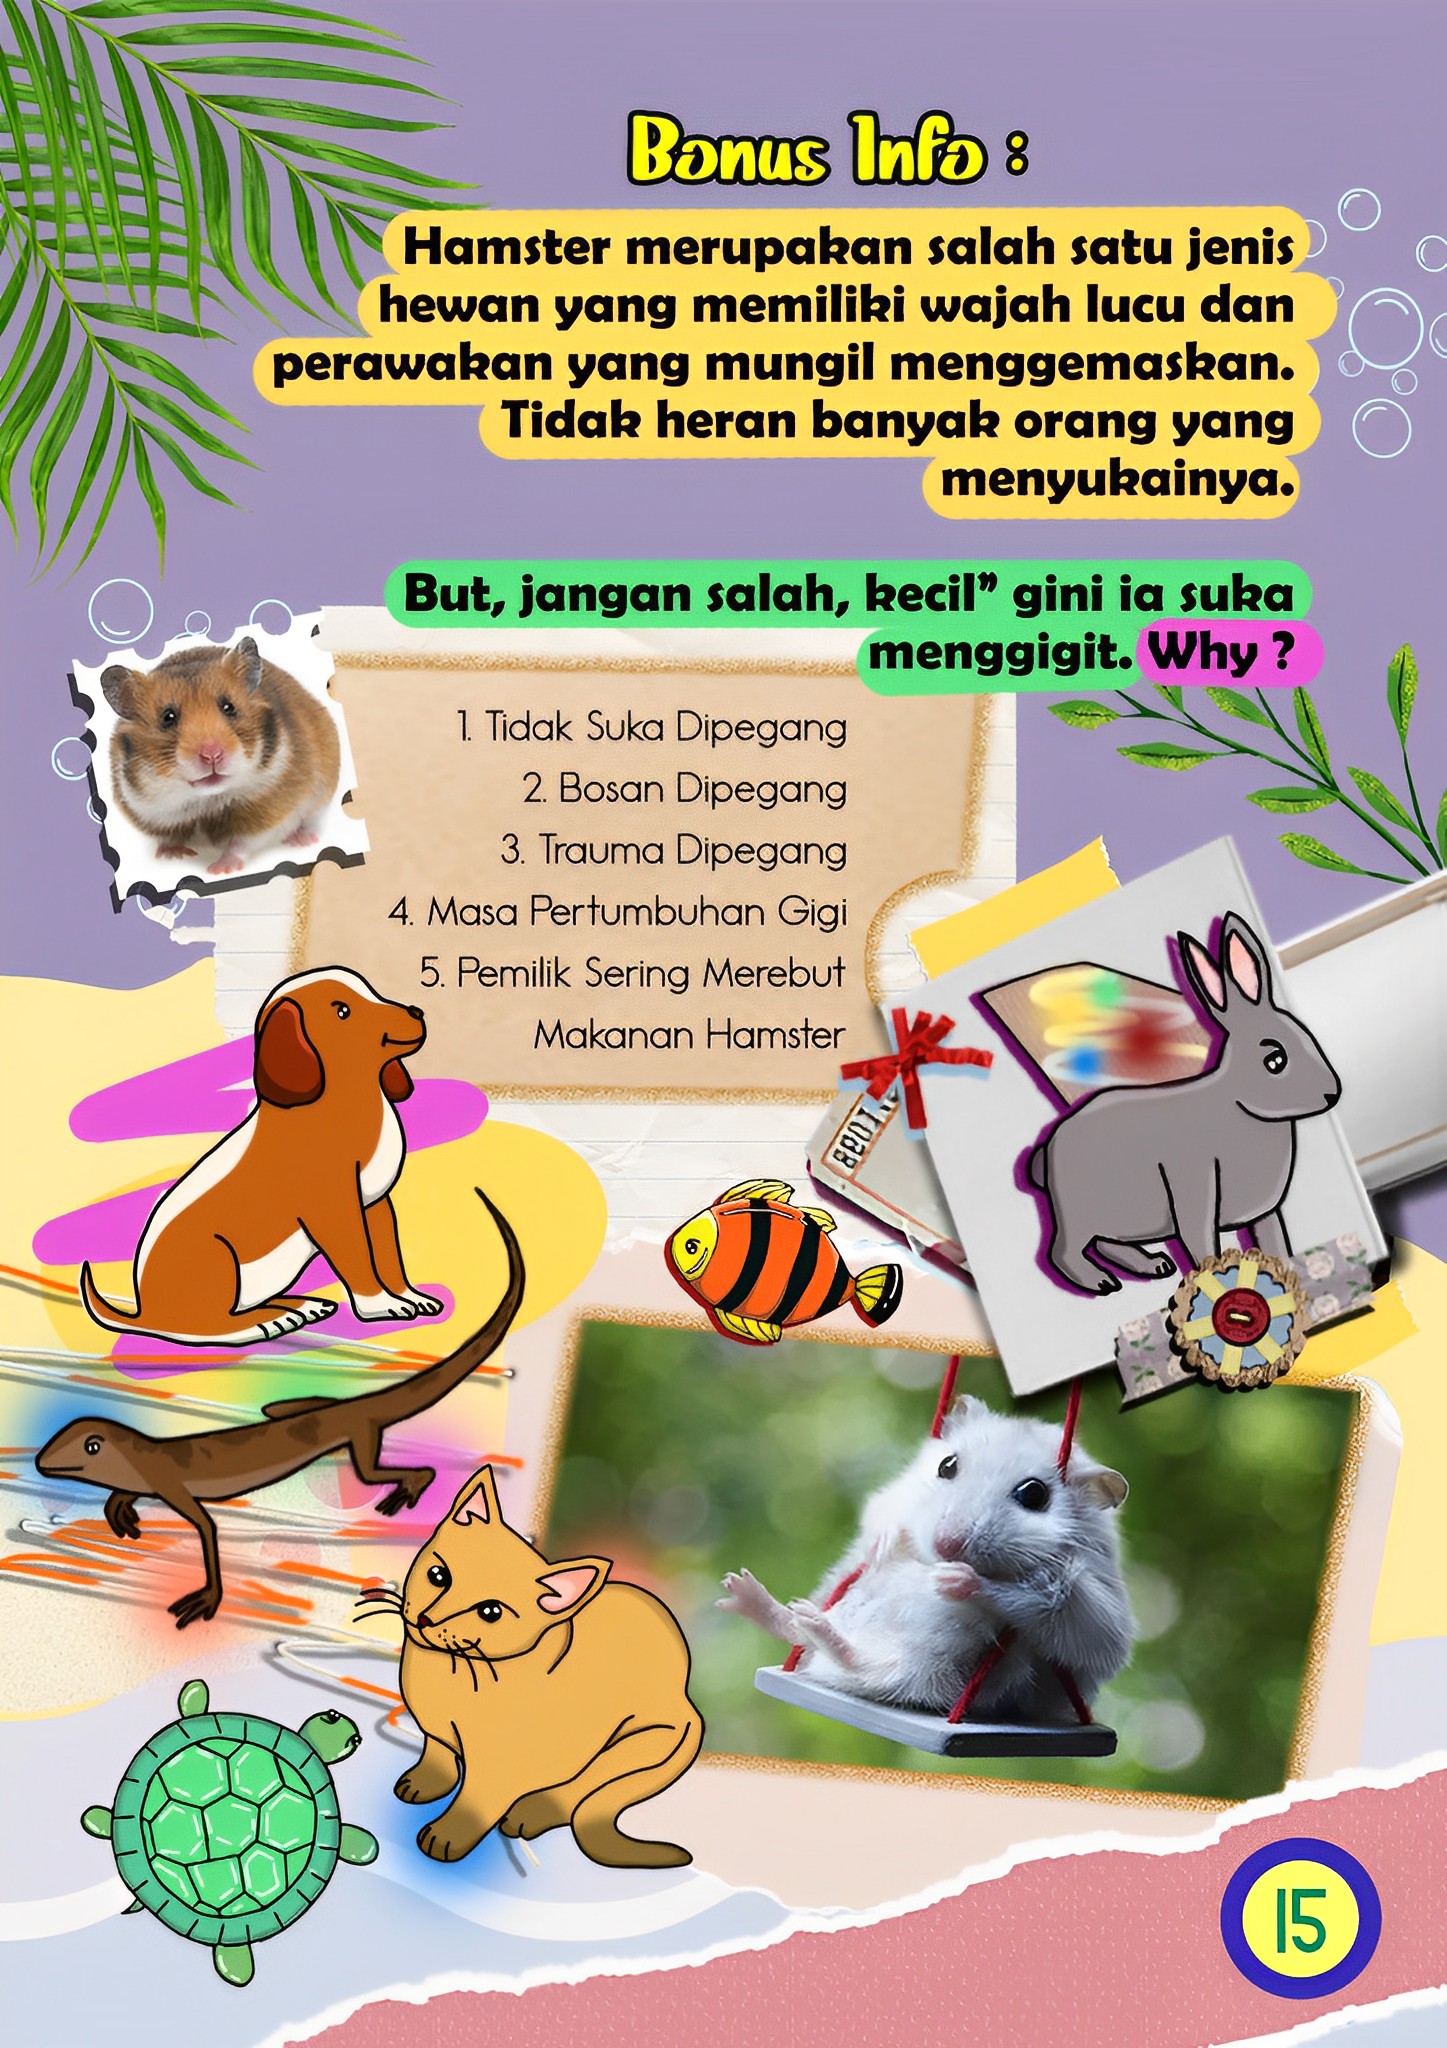 Bonus Info :
Hamster merupakan salah satu jenis
hewan yang memiliki wajah lucu dan
perawakan yang mungil menggemaskan.
Tidak heran banyak orang yang
menyukainya.
But, jangan salah, kecil” gini ia suka
menggigit. Why ?
1. Tidak Suka Dipegang
2. Bosan Dipegang
3. Trauma Dipegang
4. Masa Pertumbuhan Gigi
5. Pemilik Sering Merebut
Makanan Hamster
15